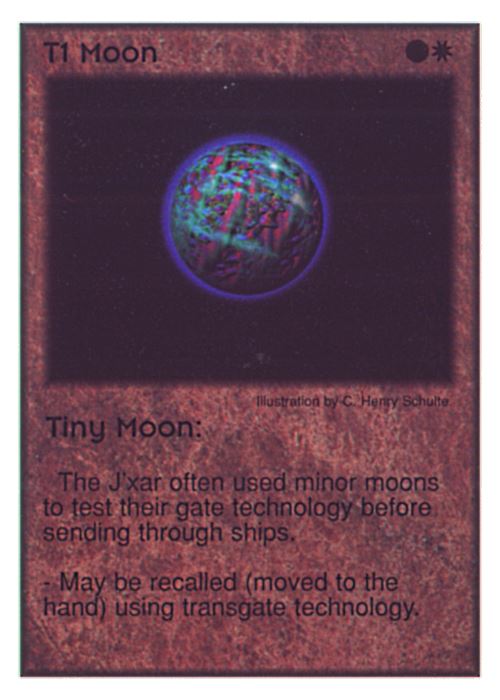 T1 Moon
Illustration by C. Henry Schulte
Tiny Moon:
The J'xar often used minor moons
to test their gate technology before
sending through ships.
- May be recalled (moved to the
hand) using transgate technology.